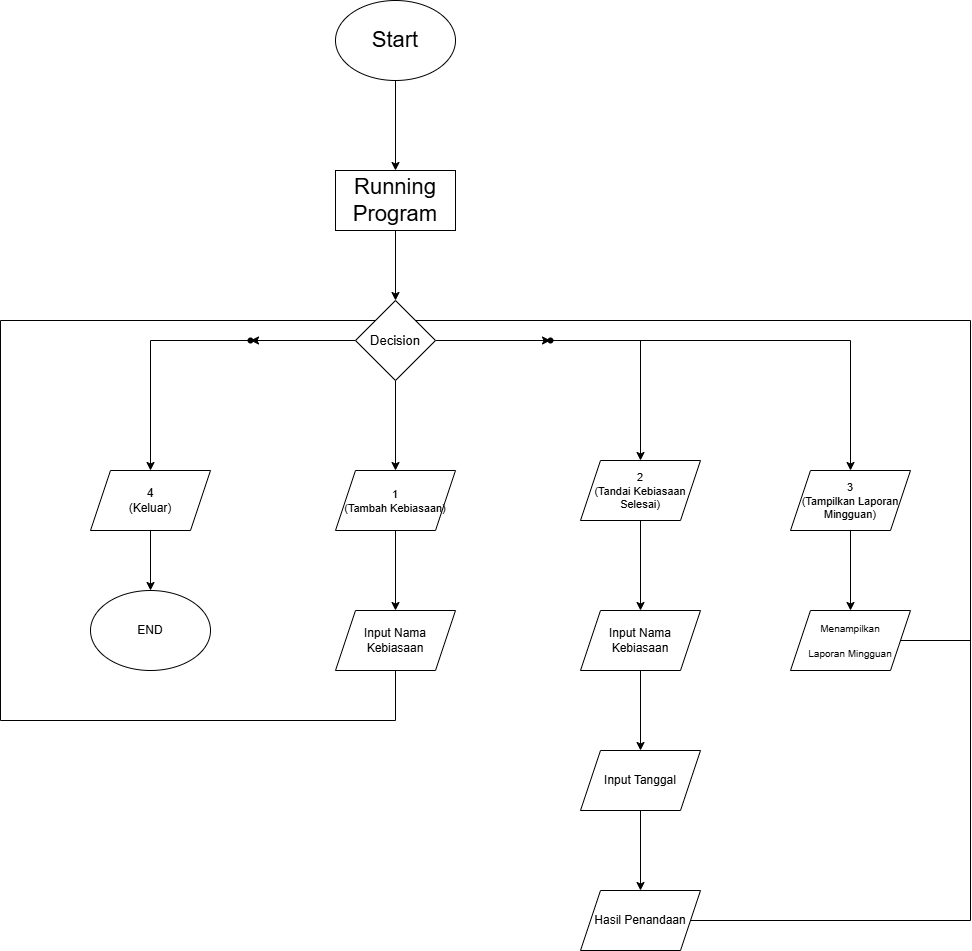 Start
Running
Program
Decision
4
(Keluar)
1
(Tambah Kebiasaan)
2
(Tandai Kebiasaan
Selesai)
3
(Tampilkan Laporan
Mingguan)
END
Input Nama
Kebiasaan
Input Nama
Kebiasaan
Menampilkan
Laporan Mingguan
Input Tanggal
Hasil Penandaan